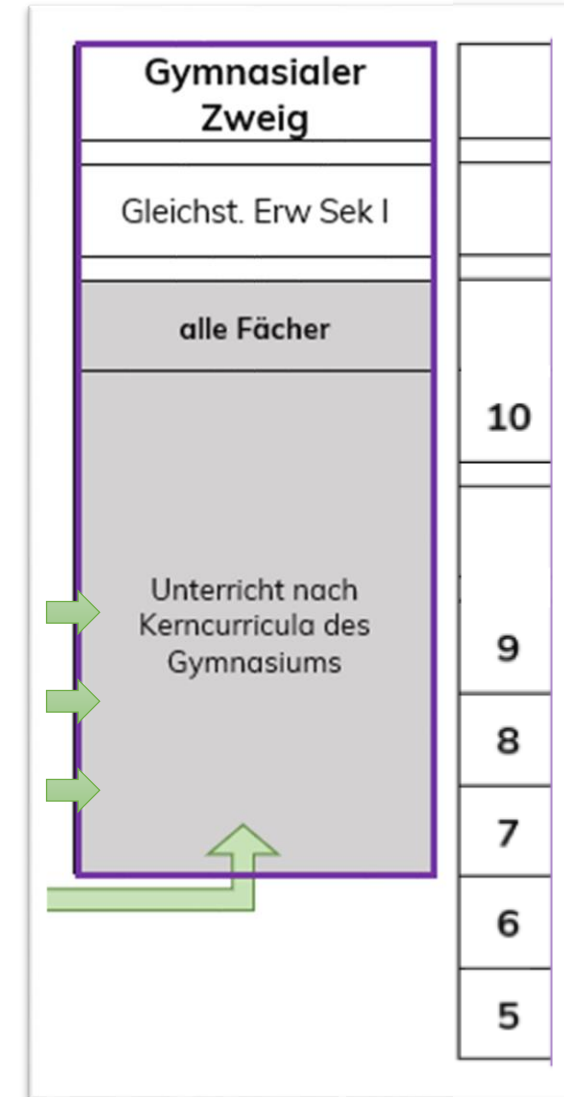 Gymnasialer
Zweig
Gleichst. Erw Sek I
alle Fächer
Unterricht nach
Kerncurricula des
Gymnasiums
10
9
8
7
6
5